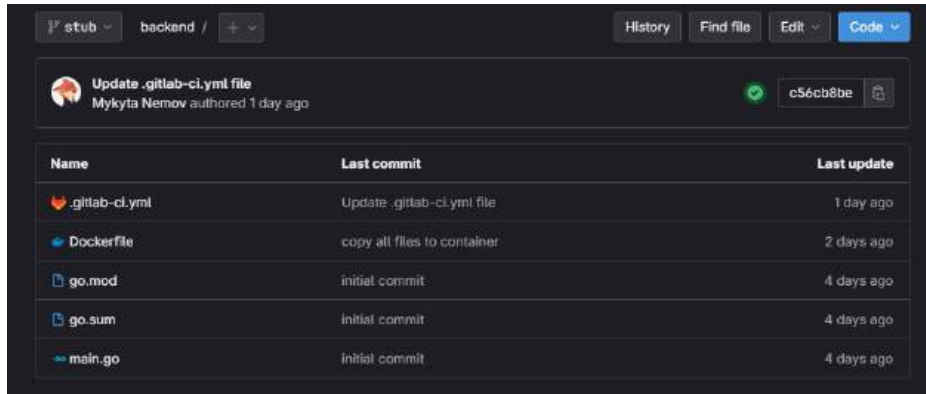 stub backend / + History Find file Edit Code
Update .gitlab-ci.yml file
Mykyta Nemov authored 1 day ago
c56cb8be
Name Last commit Last update
.gitlab-ci.yml Update .gitlab-ci.yml file 1 day ago
Dockerfile copy all files to container 2 days ago
go.mod initial commit 4 days ago
go.sum initial commit 4 days ago
main.go initial commit 4 days ago